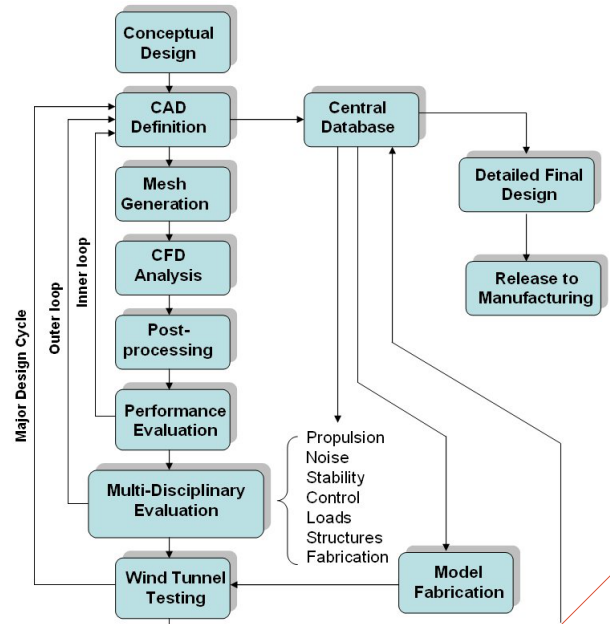 Conceptual
Design
CAD
Definition
Central
Database
Mesh
Generation
Detailed Final
Design
CFD
Analysis
Release to
Manufacturing
Post-
processing
Performance
Evaluation
Multi-Disciplinary
Evaluation
Wind Tunnel
Testing
Major Design Cycle
Outer loop
Inner loop
Propulsion
Noise
Stability
Control
Loads
Structures
Fabrication
Model
Fabrication